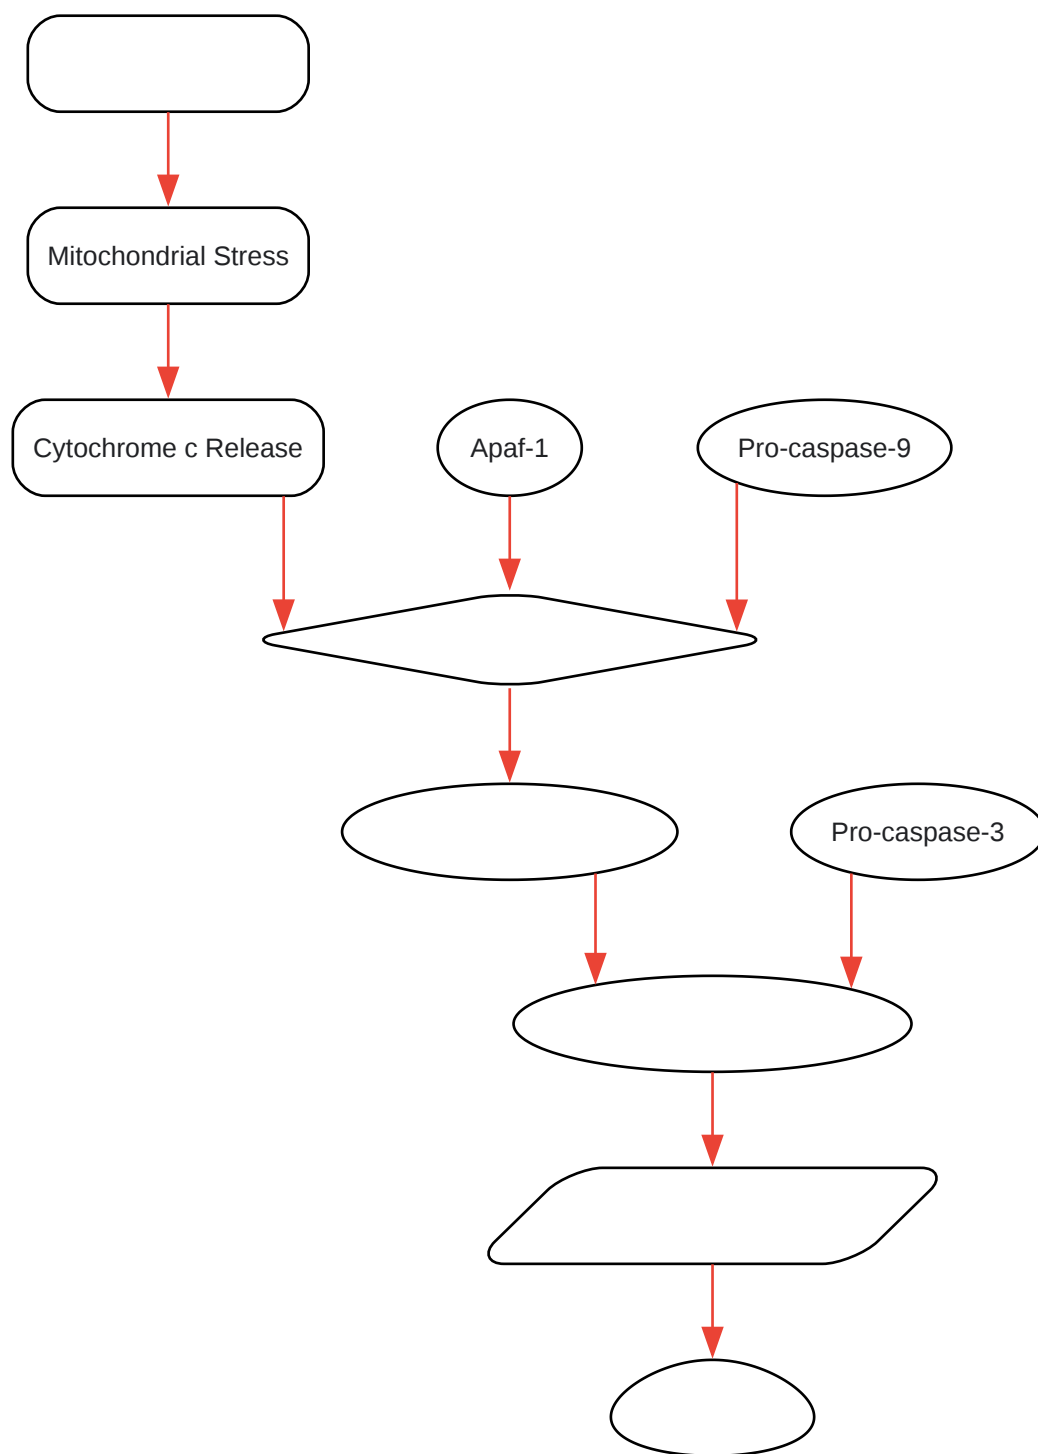 Mitochondrial Stress
Cytochrome c Release
Apaf-1
Pro-caspase-9
Pro-caspase-3